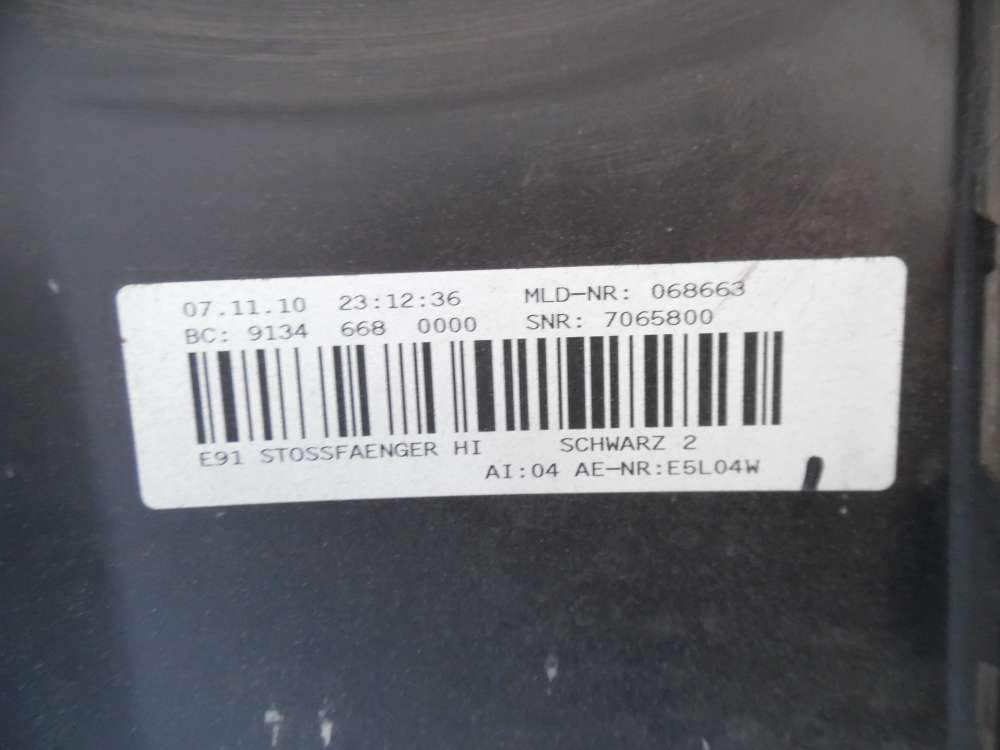 07.11.10 23:12:36 MLD-NR: 068663
BC: 9134 668 0000 SNR: 7065800
E91 STOSSFAENGER HI SCHWARZ 2
AI:04 AE-NR:E5L04W